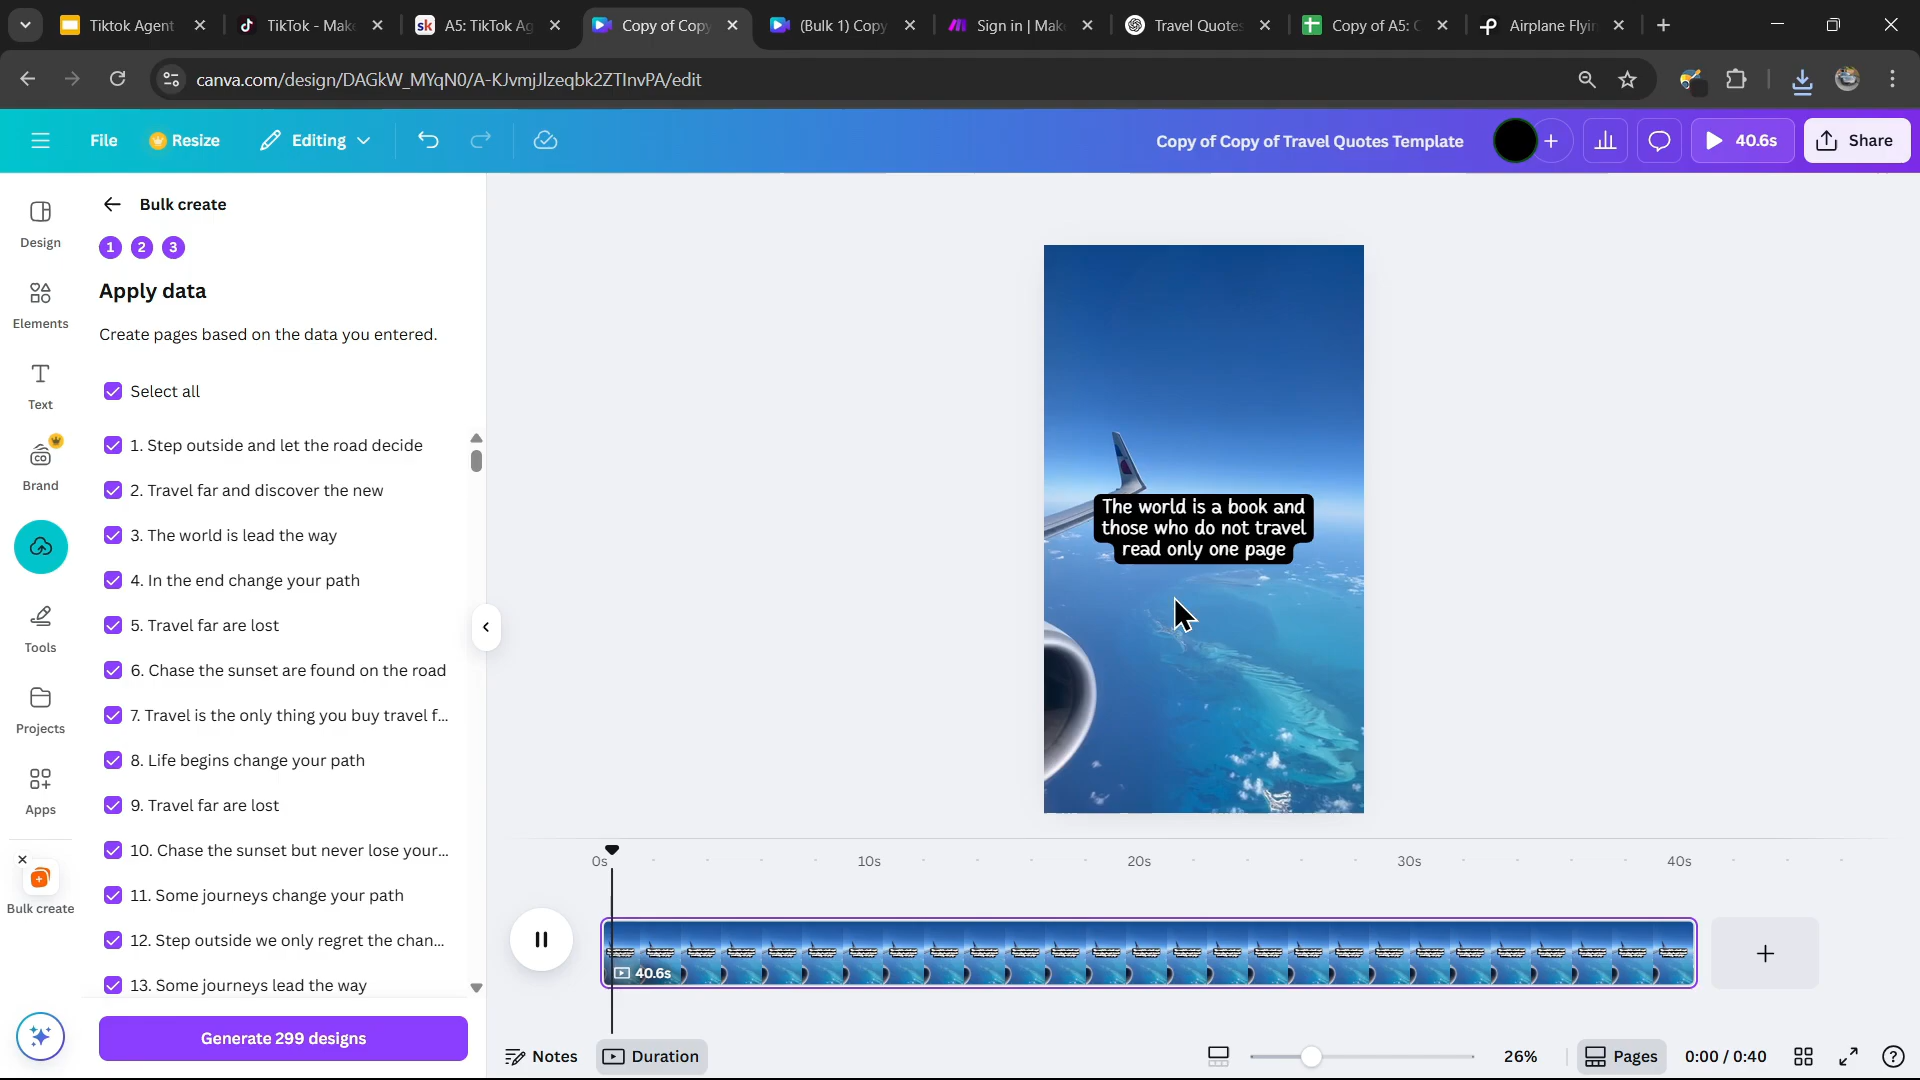 Tiktok Agent
TikTok - Mak
A5: TikTok Ag
Copy of Copy
(Bulk 1) Copy
Sign in | Mak
Travel Quotes
Copy of A5: C
Airplane Flyin
canva.com/design/DAGkW_MYqN0/A-KJvmjJlzeqbk2ZTInvPA/edit
File
Resize
Editing
Copy of Copy of Travel Quotes Template
40.6s
Share
Design
Elements
Text
Brand
Tools
Projects
Apps
Bulk create
Bulk create
1 2 3
Apply data
Create pages based on the data you entered.
Select all
1. Step outside and let the road decide
2. Travel far and discover the new
3. The world is lead the way
4. In the end change your path
5. Travel far are lost
6. Chase the sunset are found on the road
7. Travel is the only thing you buy travel f...
8. Life begins change your path
9. Travel far are lost
10. Chase the sunset but never lose your...
11. Some journeys change your path
12. Step outside we only regret the chan...
13. Some journeys lead the way
Generate 299 designs
The world is a book and
those who do not travel
read only one page
0s
10s
20s
30s
40s
40.6s
Notes
Duration
26%
Pages
0:00 / 0:40